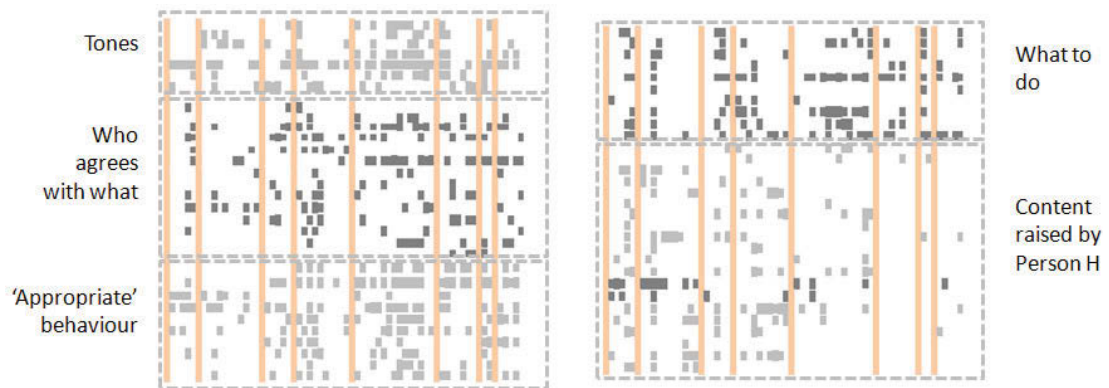 Tones
Who
agrees
with what
‘Appropriate’
behaviour
What to
do
Content
raised by
Person H